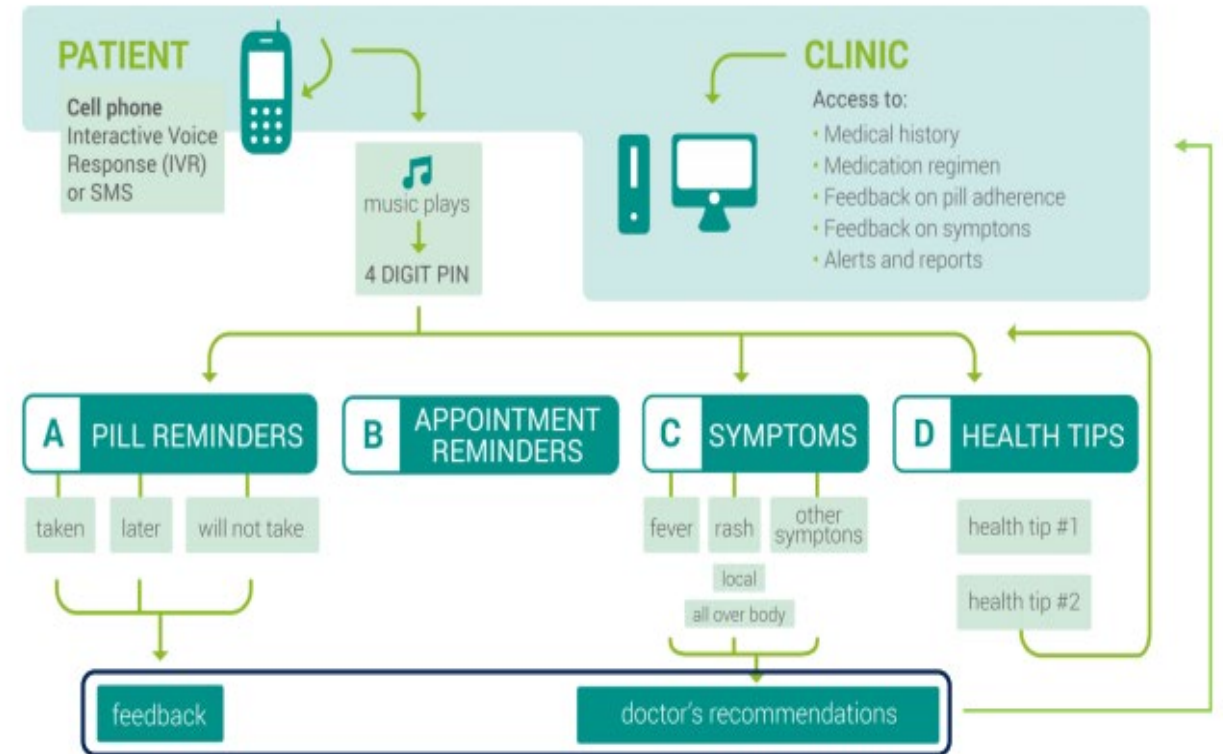 PATIENT
Cell phone
Interactive Voice
Response (IVR)
or SMS
music plays
4 DIGIT PIN
CLINIC
Access to:
• Medical history
• Medication regimen
• Feedback on pill adherence
• Feedback on symptons
• Alerts and reports
A PILL REMINDERS
taken
later
will not take
B APPOINTMENT
REMINDERS
C SYMPTOMS
fever
rash
other
symptons
local
all over body
D HEALTH TIPS
health tip #1
health tip #2
feedback
doctor's recommendations